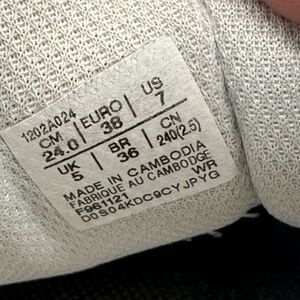 1202A024
CM | EURO | US
24.0 | 38 | 7
UK | BR | CN
5 | 36 | 240(2.5)
MADE IN CAMBODIA
FABRIQUE AU CAMBODGE
F961121 WR
D0S04KDC9CYJPYG